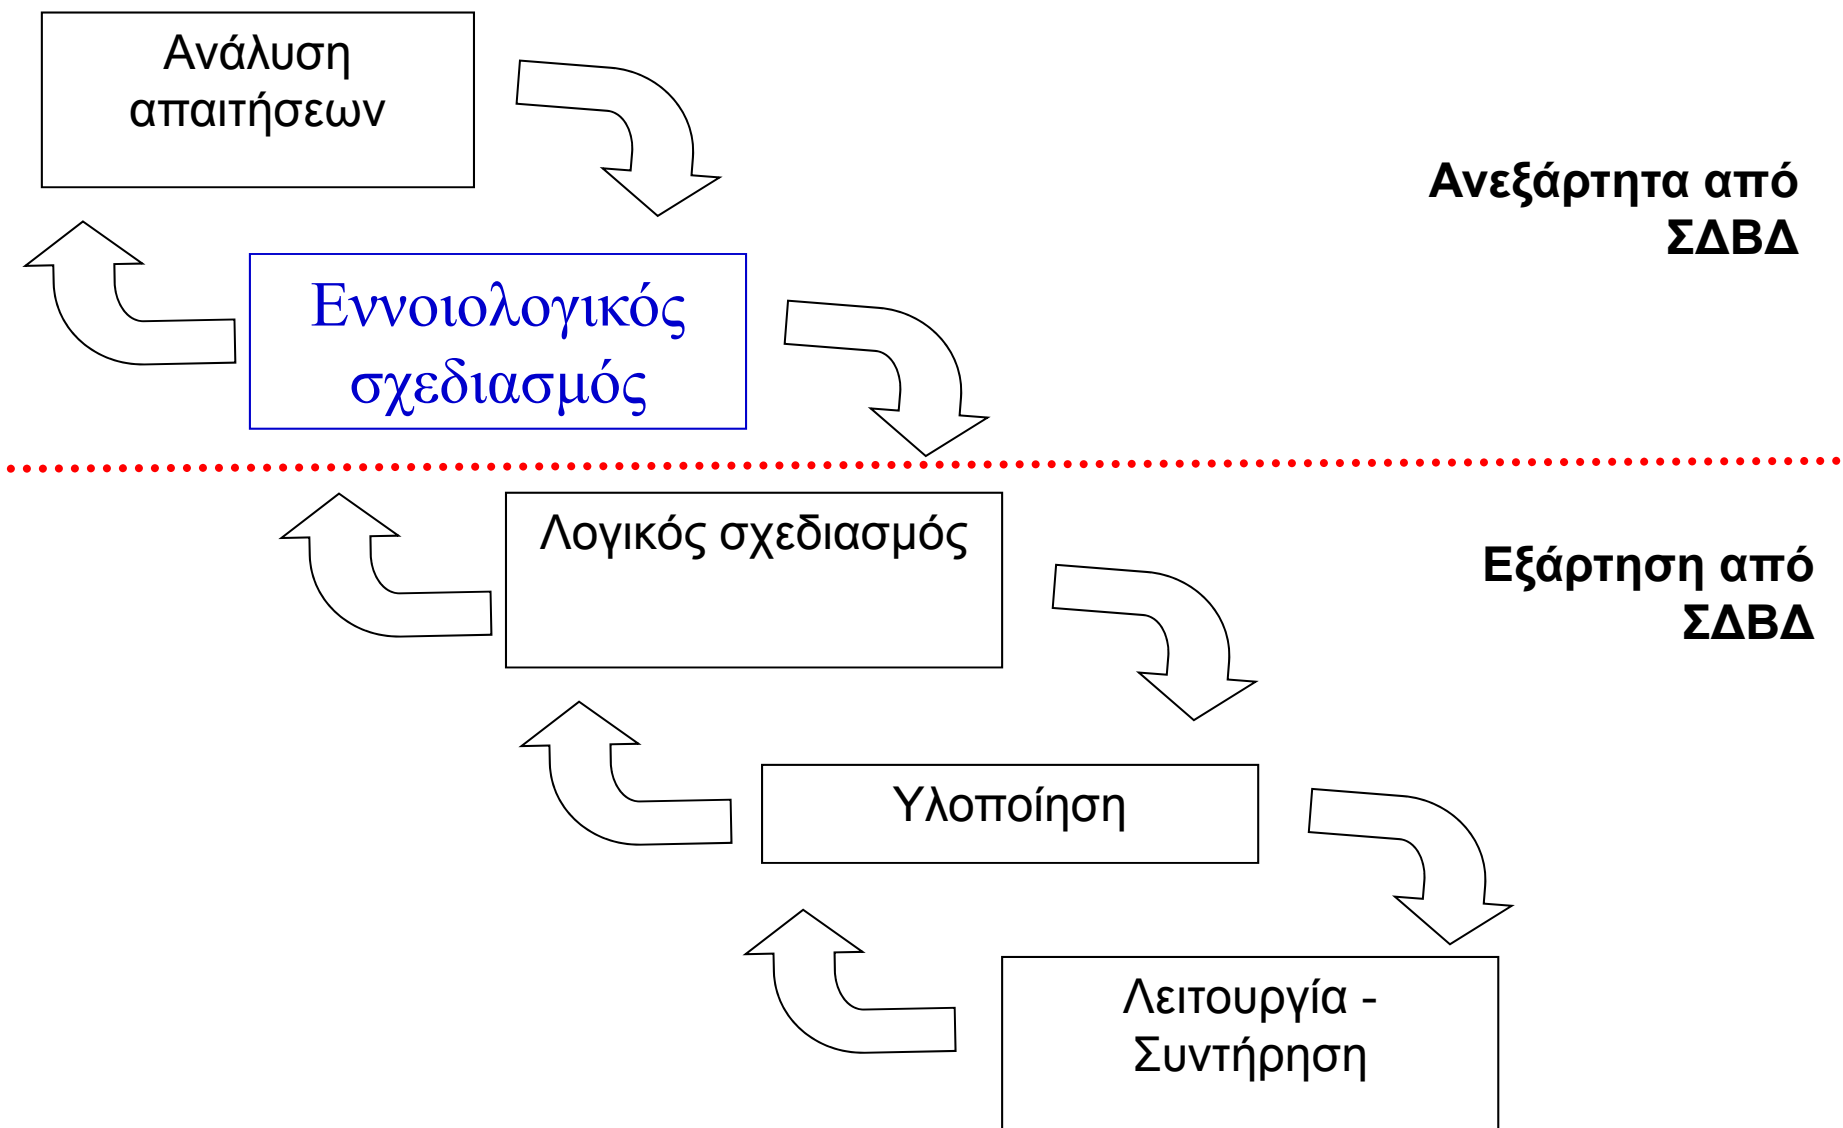 Ανάλυση
απαιτήσεων
Ανεξάρτητα από
ΣΔΒΔ
Εννοιολογικός
σχεδιασμός
Λογικός σχεδιασμός
Εξάρτηση από
ΣΔΒΔ
Υλοποίηση
Λειτουργία -
Συντήρηση